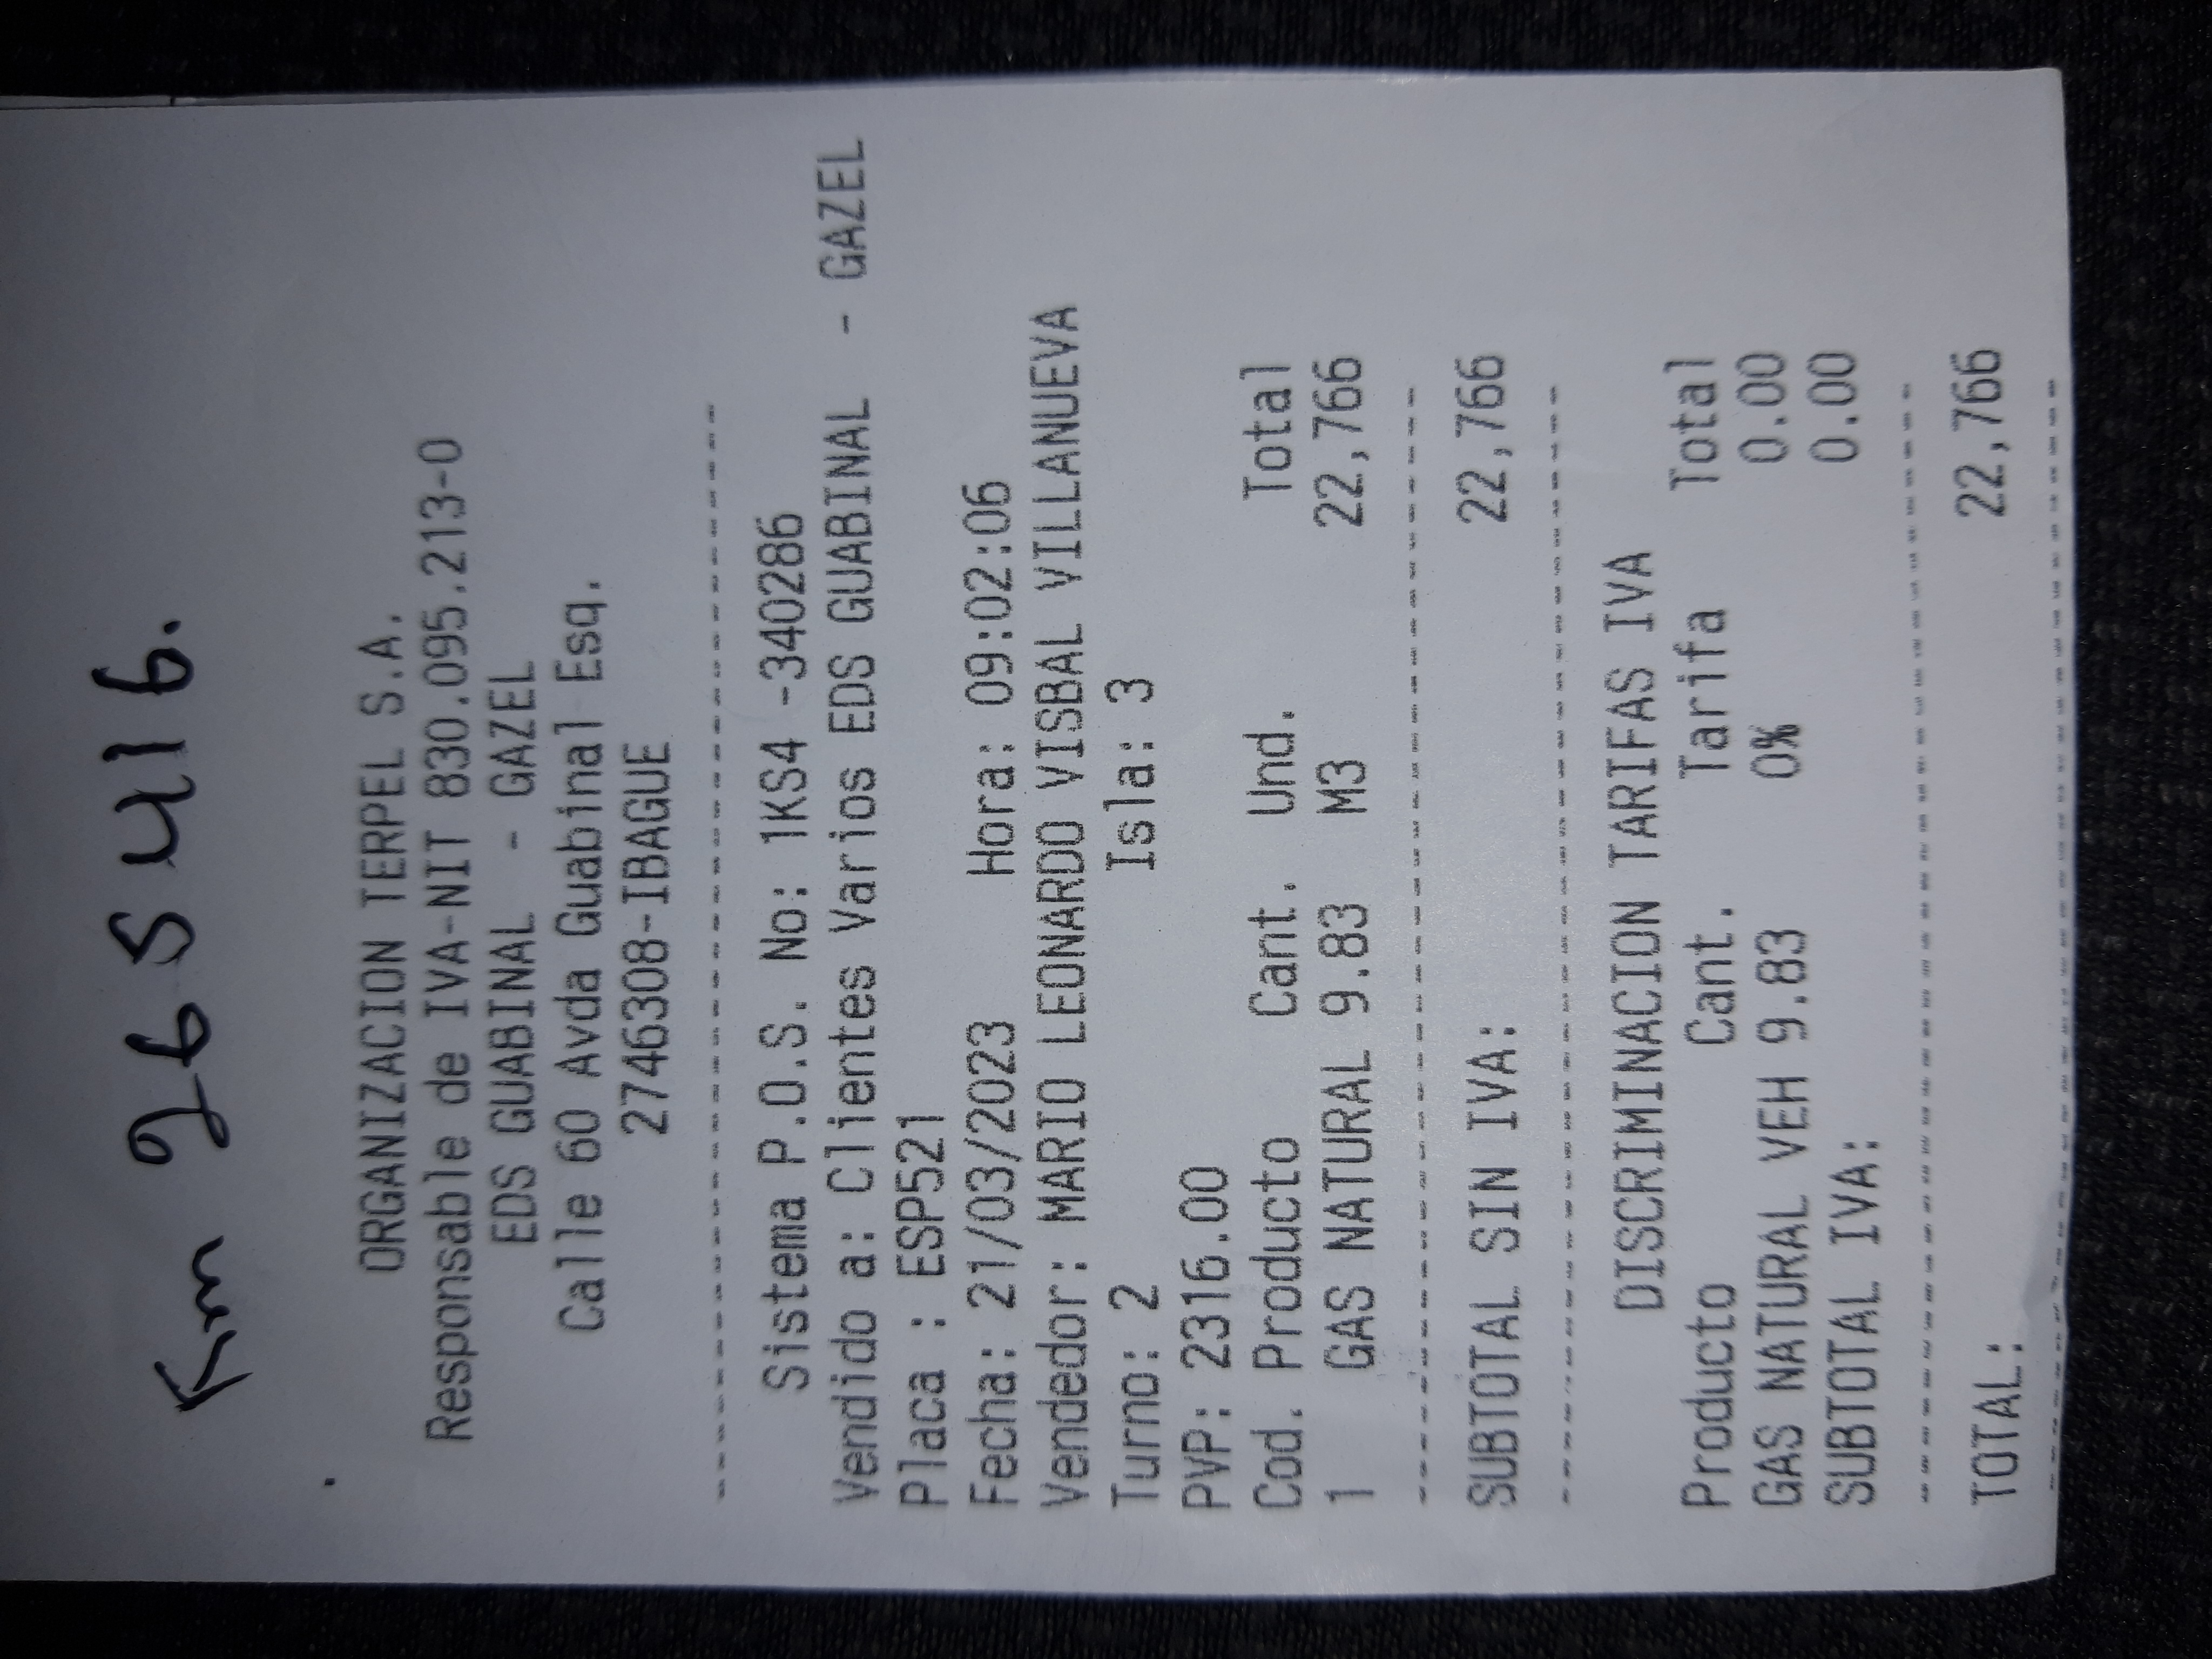 Km 265416.
ORGANIZACION TERPEL S.A.
Responsable de IVA-NIT 830.095.213-0
EDS GUABINAL - GAZEL
Calle 60 Avda Guabinal Esq.
2746308-IBAGUE
Sistema P.O.S. No: 1KS4 -340286
Vendido a: Clientes Varios EDS GUABINAL - GAZEL
Placa : ESP521
Fecha: 21/03/2023 Hora: 09:02:06
Vendedor: MARIO LEONARDO VISBAL VILLANUEVA
Turno: 2 Isla: 3
PVP: 2316.00
Cod. Producto Cant. Und. Total
1 GAS NATURAL 9.83 M3 22,766
SUBTOTAL SIN IVA: 22,766
DISCRIMINACION TARIFAS IVA
Producto Cant. Tarifa Total
GAS NATURAL VEH 9.83 0% 0.00
SUBTOTAL IVA: 0.00
TOTAL: 22,766